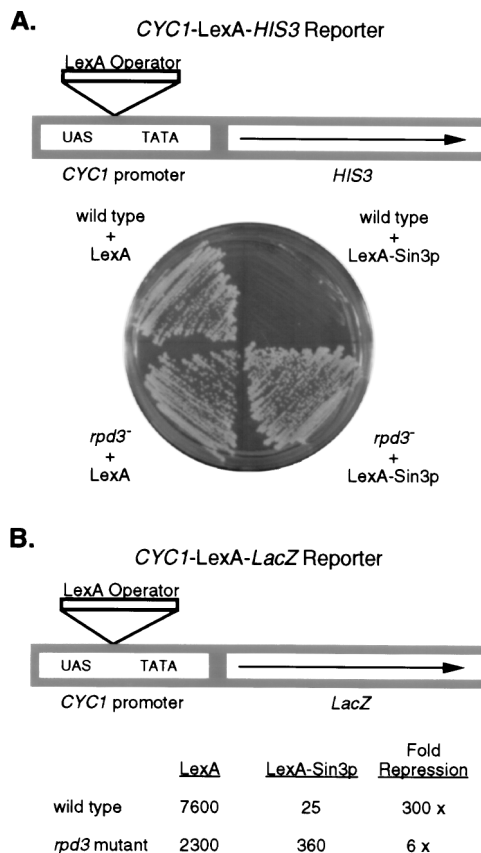 A.
CYC1-LexA-HIS3 Reporter
LexA Operator
UAS TATA
CYC1 promoter HIS3
wild type
+
LexA
wild type
+
LexA-Sin3p
rpd3-
+
LexA
rpd3-
+
LexA-Sin3p
B.
CYC1-LexA-LacZ Reporter
LexA Operator
UAS TATA
CYC1 promoter LacZ
Fold
LexA LexA-Sin3p Repression
wild type 7600 25 300 x
rpd3 mutant 2300 360 6 x